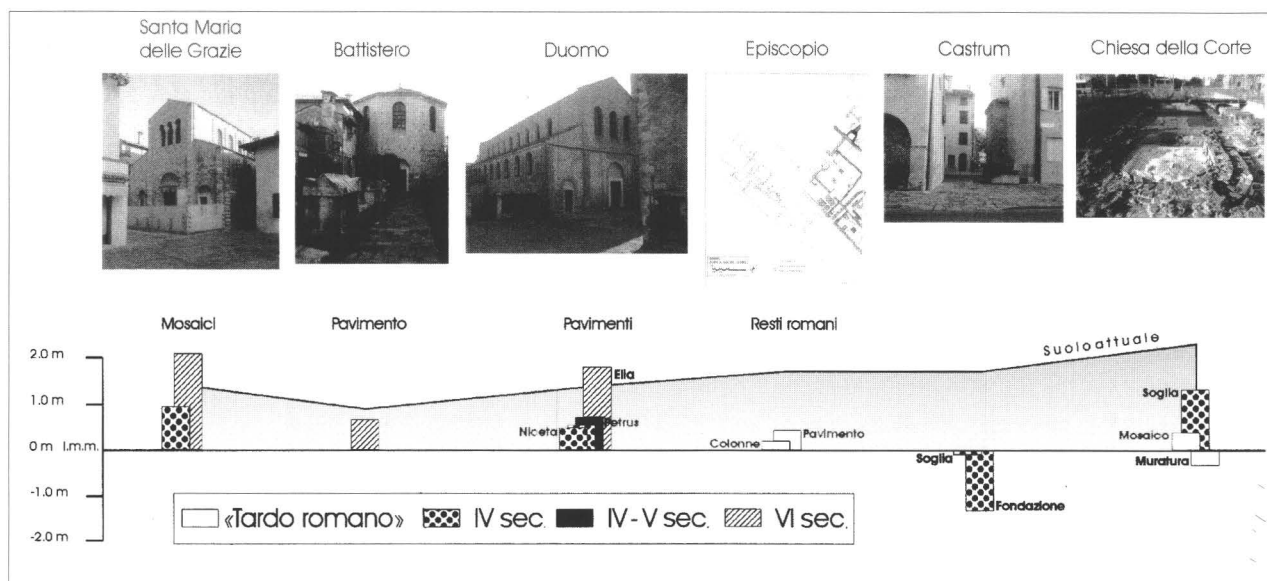 Santa Maria
delle Grazie
Battistero
Duomo
Episcopio
Castrum
Chiesa della Corte
Mosaici
Pavimento
Pavimenti
Resti romani
Suolo attuale
2.0 m
1.0 m
0 m l.m.m.
-1.0 m
-2.0 m
Elia
Niceta
Petrus
Colonne
Pavimento
Soglia
Fondazione
Soglia
Mosaico
Muratura
«Tardo romano»
IV sec.
IV-V sec.
VI sec.